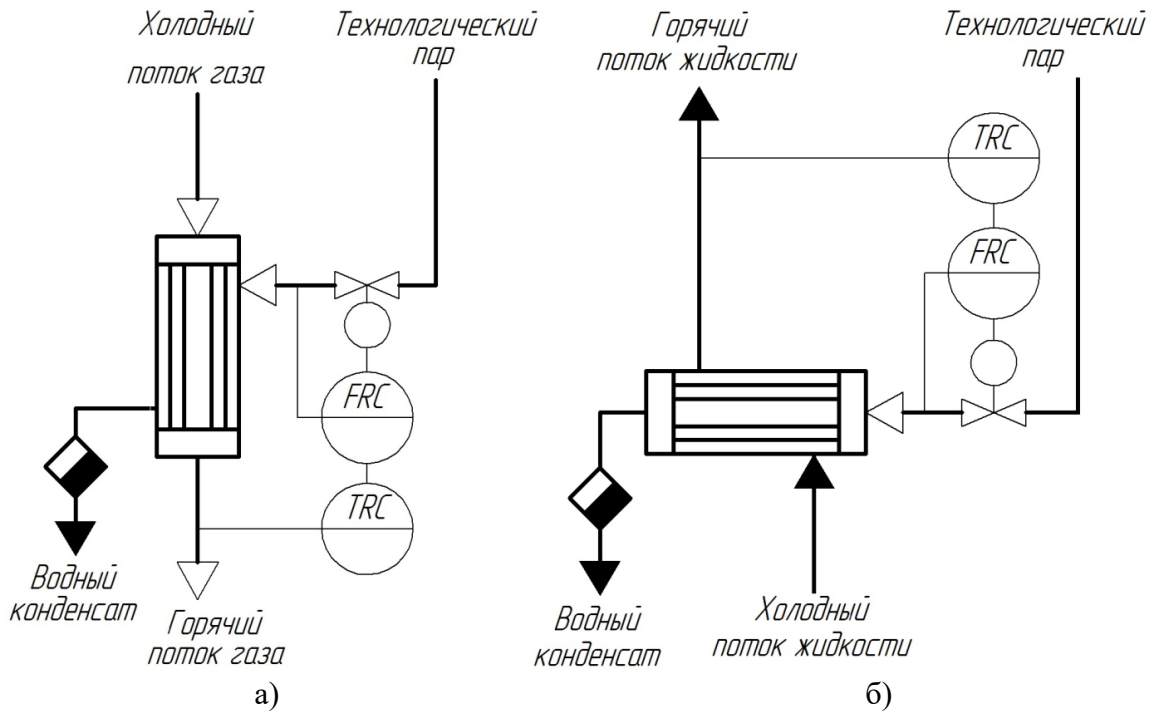 Холодный
поток газа
Технологический
пар
FRC
TRC
Водный
конденсат
Горячий
поток газа
а)
Горячий
поток жидкости
Технологический
пар
TRC
FRC
Водный
конденсат
Холодный
поток жидкости
б)